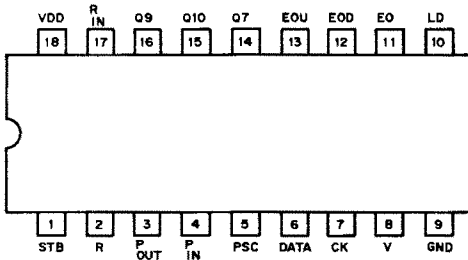 VDD R IN Q9 Q10 Q7 EOU EOD EO LD
18 17 16 15 14 13 12 11 10
1 2 3 4 5 6 7 8 9
STB R P OUT P IN PSC DATA CK V GND